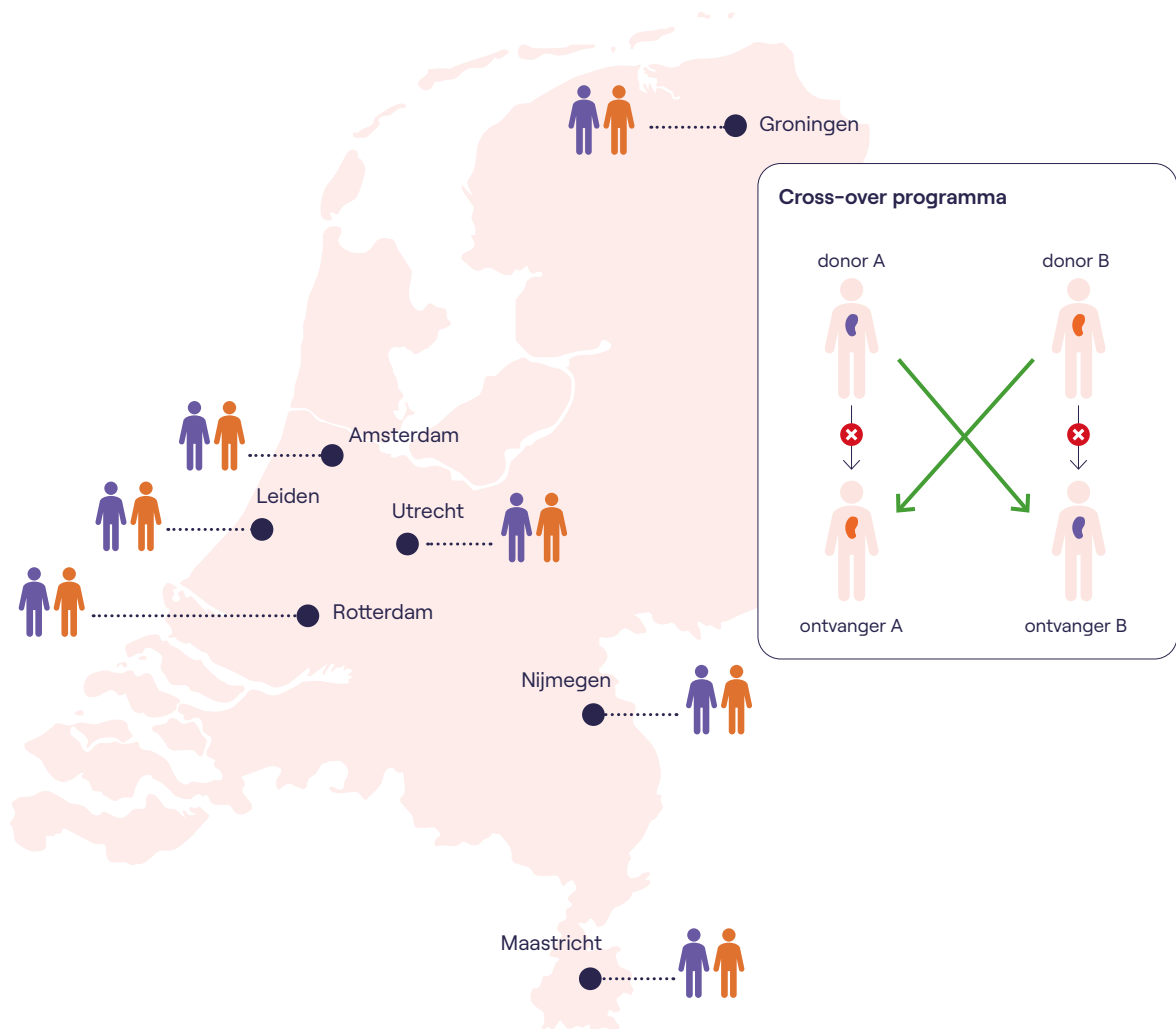 Groningen
Cross-over programma
donor A
donor B
Amsterdam
Leiden
Utrecht
Rotterdam
ontvanger A
ontvanger B
Nijmegen
Maastricht